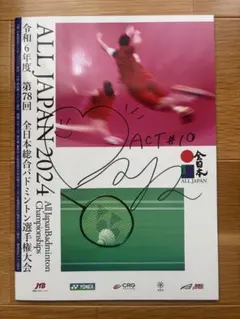 令和6年度 第78回 全日本総合バドミントン選手権大会
ALL JAPAN 2024
All Japan Badminton
Championships
ACT#10
全日本
ALL JAPAN
YONEX
CRG